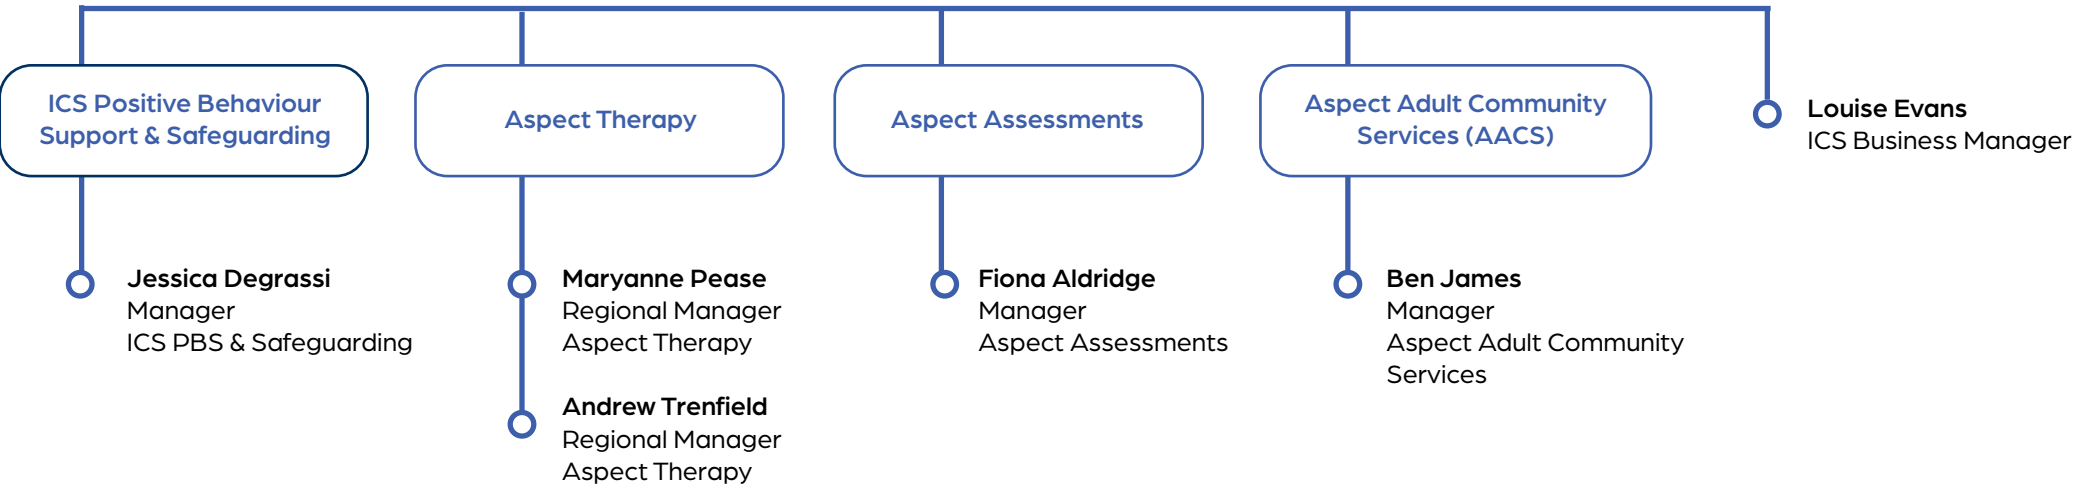 ICS Positive Behaviour
Support & Safeguarding
Aspect Therapy
Aspect Assessments
Aspect Adult Community
Services (AACS)
Louise Evans
ICS Business Manager
Jessica Degrassi
Manager
ICS PBS & Safeguarding
Maryanne Pease
Regional Manager
Aspect Therapy
Andrew Trenfield
Regional Manager
Aspect Therapy
Fiona Aldridge
Manager
Aspect Assessments
Ben James
Manager
Aspect Adult Community
Services